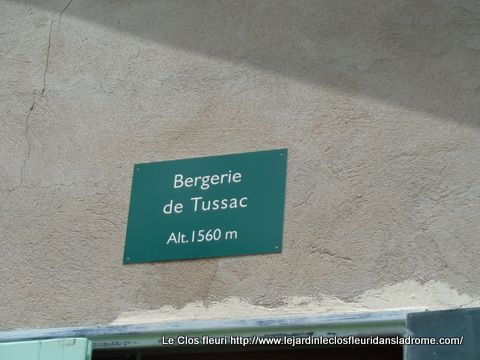 Bergerie
de Tussac
Alt. 1560 m
Le Clos fleuri http://www.lejardinleclosfleuridansladrome.com/